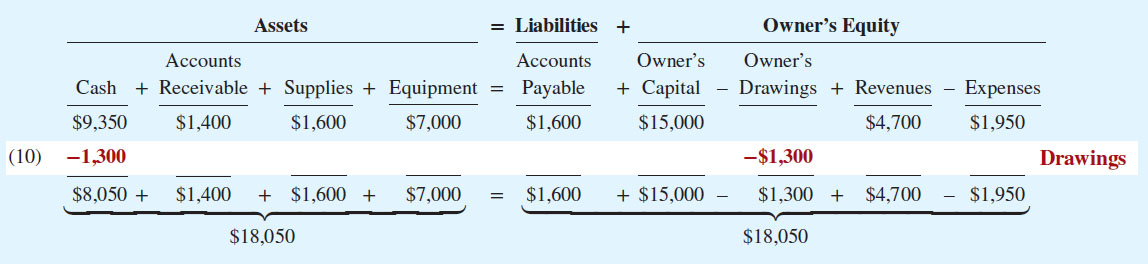 Assets = Liabilities + Owner's Equity
Accounts Accounts Owner's Owner's
Cash + Receivable + Supplies + Equipment = Payable + Capital – Drawings + Revenues – Expenses
$9,350 $1,400 $1,600 $7,000 $1,600 $15,000 $4,700 $1,950
(10) –1,300 –$1,300 Drawings
$8,050 + $1,400 + $1,600 + $7,000 = $1,600 + $15,000 – $1,300 + $4,700 – $1,950
$18,050 $18,050